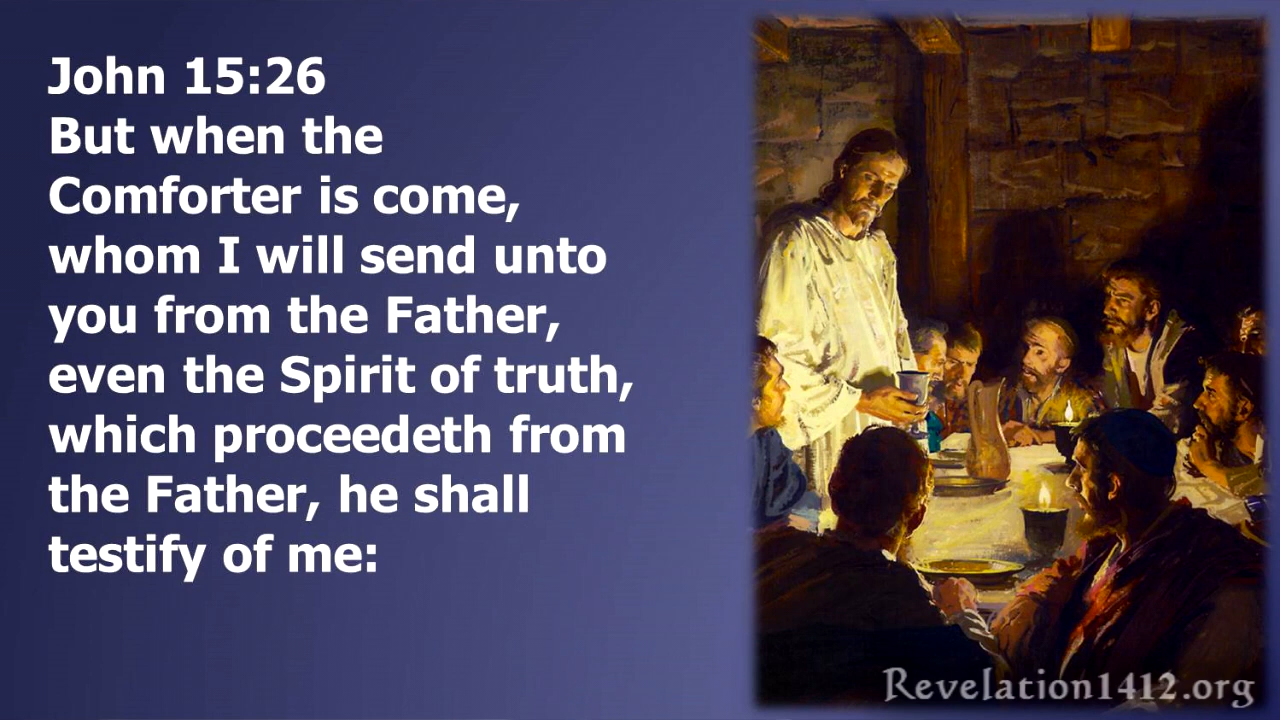 John 15:26
But when the
Comforter is come,
whom I will send unto
you from the Father,
even the Spirit of truth,
which proceedeth from
the Father, he shall
testify of me:
Revelation1412.org